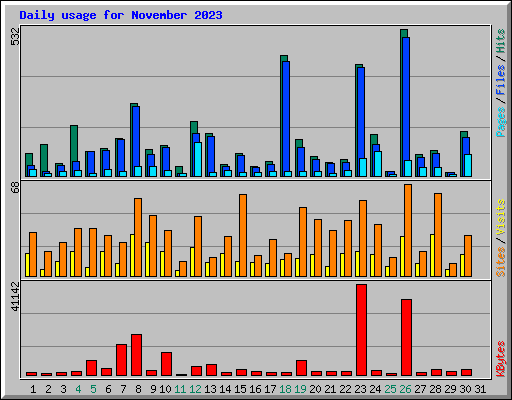 Daily usage for November 2023
532
Pages / Files / Hits
68
Sites / Visits
41142
KBytes
1 2 3 4 5 6 7 8 9 10 11 12 13 14 15 16 17 18 19 20 21 22 23 24 25 26 27 28 29 30 31